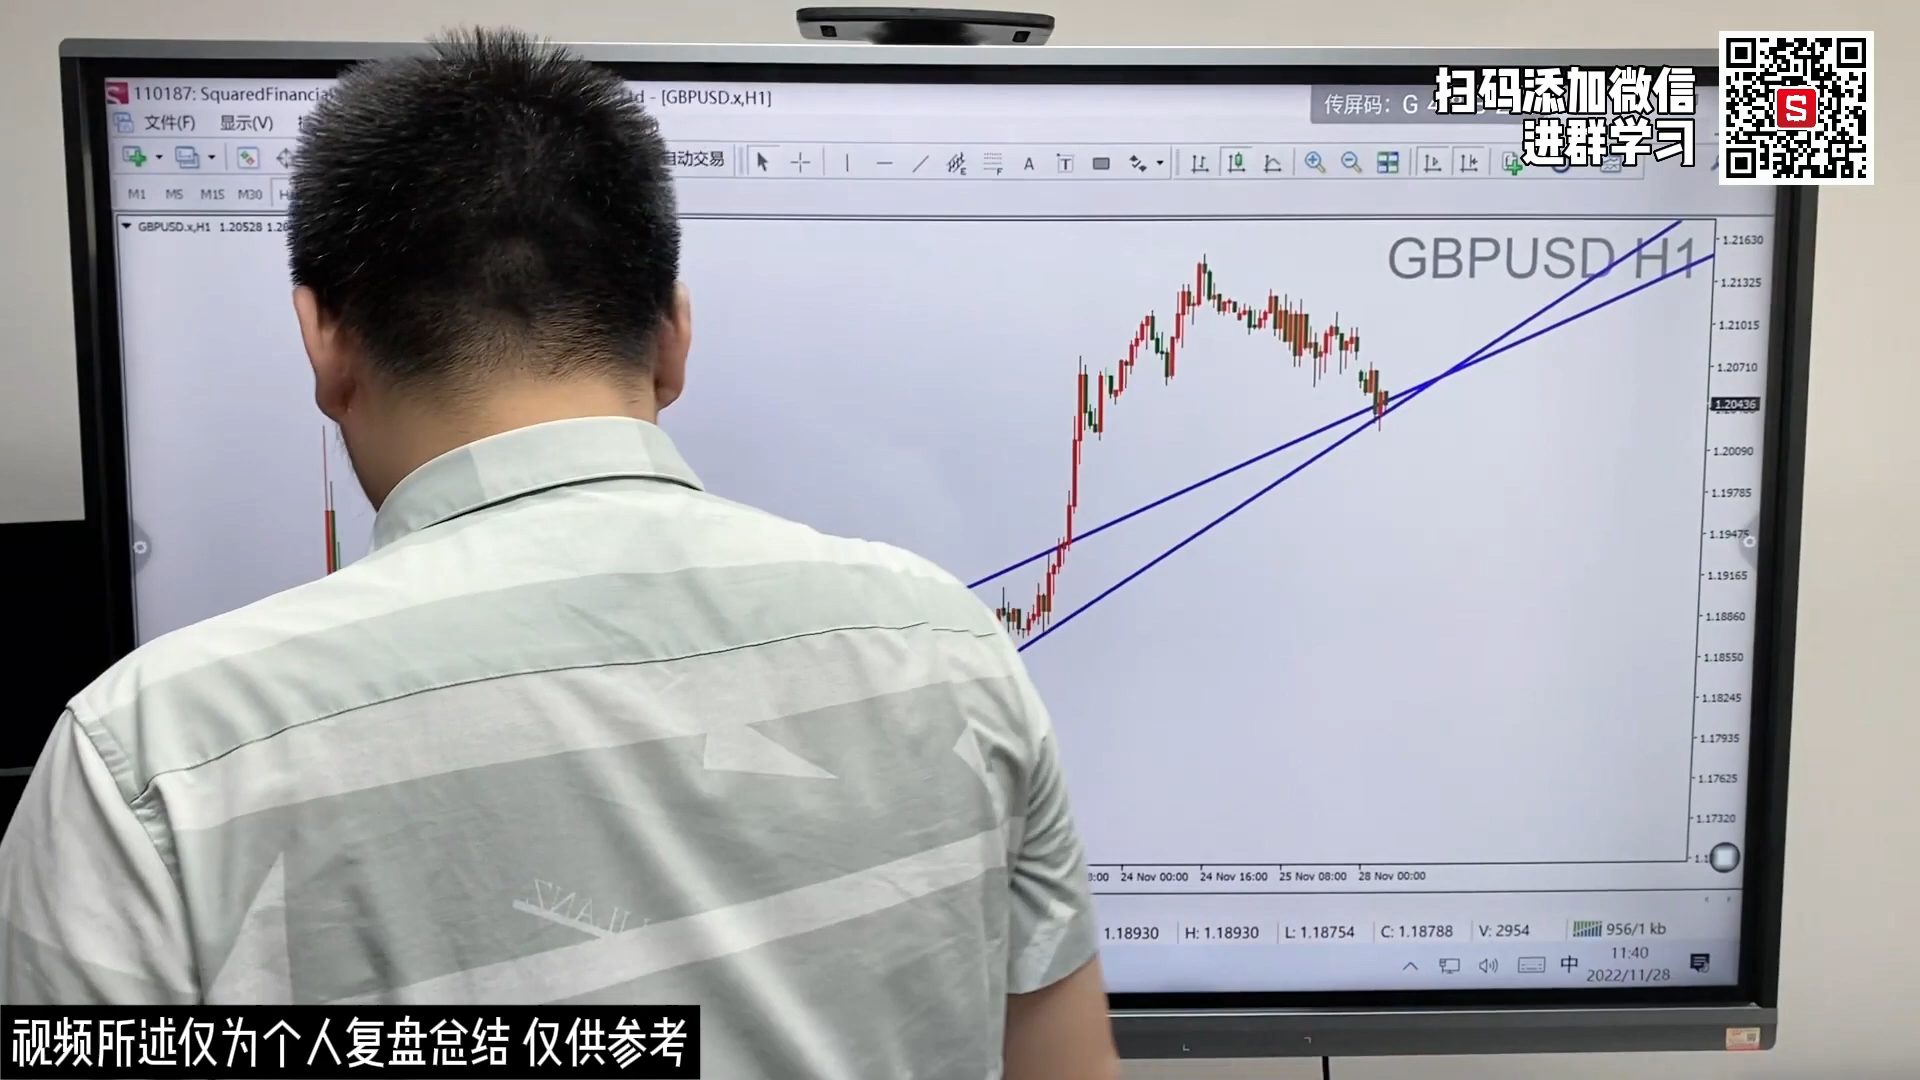 扫码添加微信
进群学习
110187: SquaredFinancia
d - [GBPUSD.x,H1]
传屏码: G
文件(F) 显示(V)
自动交易
M1 M5 M15 M30
GBPUSD.x,H1 1.20528
GBPUSD H1
1.21630
1.21325
1.21015
1.20710
1.20436
1.20090
1.19785
1.19475
1.19165
1.18860
1.18550
1.18245
1.17935
1.17625
1.17320
24 Nov 00:00 24 Nov 16:00 25 Nov 08:00 28 Nov 00:00
1.18930 H: 1.18930 L: 1.18754 C: 1.18788 V: 2954 956/1 kb
中 11:40
2022/11/28
视频所述仅为个人复盘总结 仅供参考